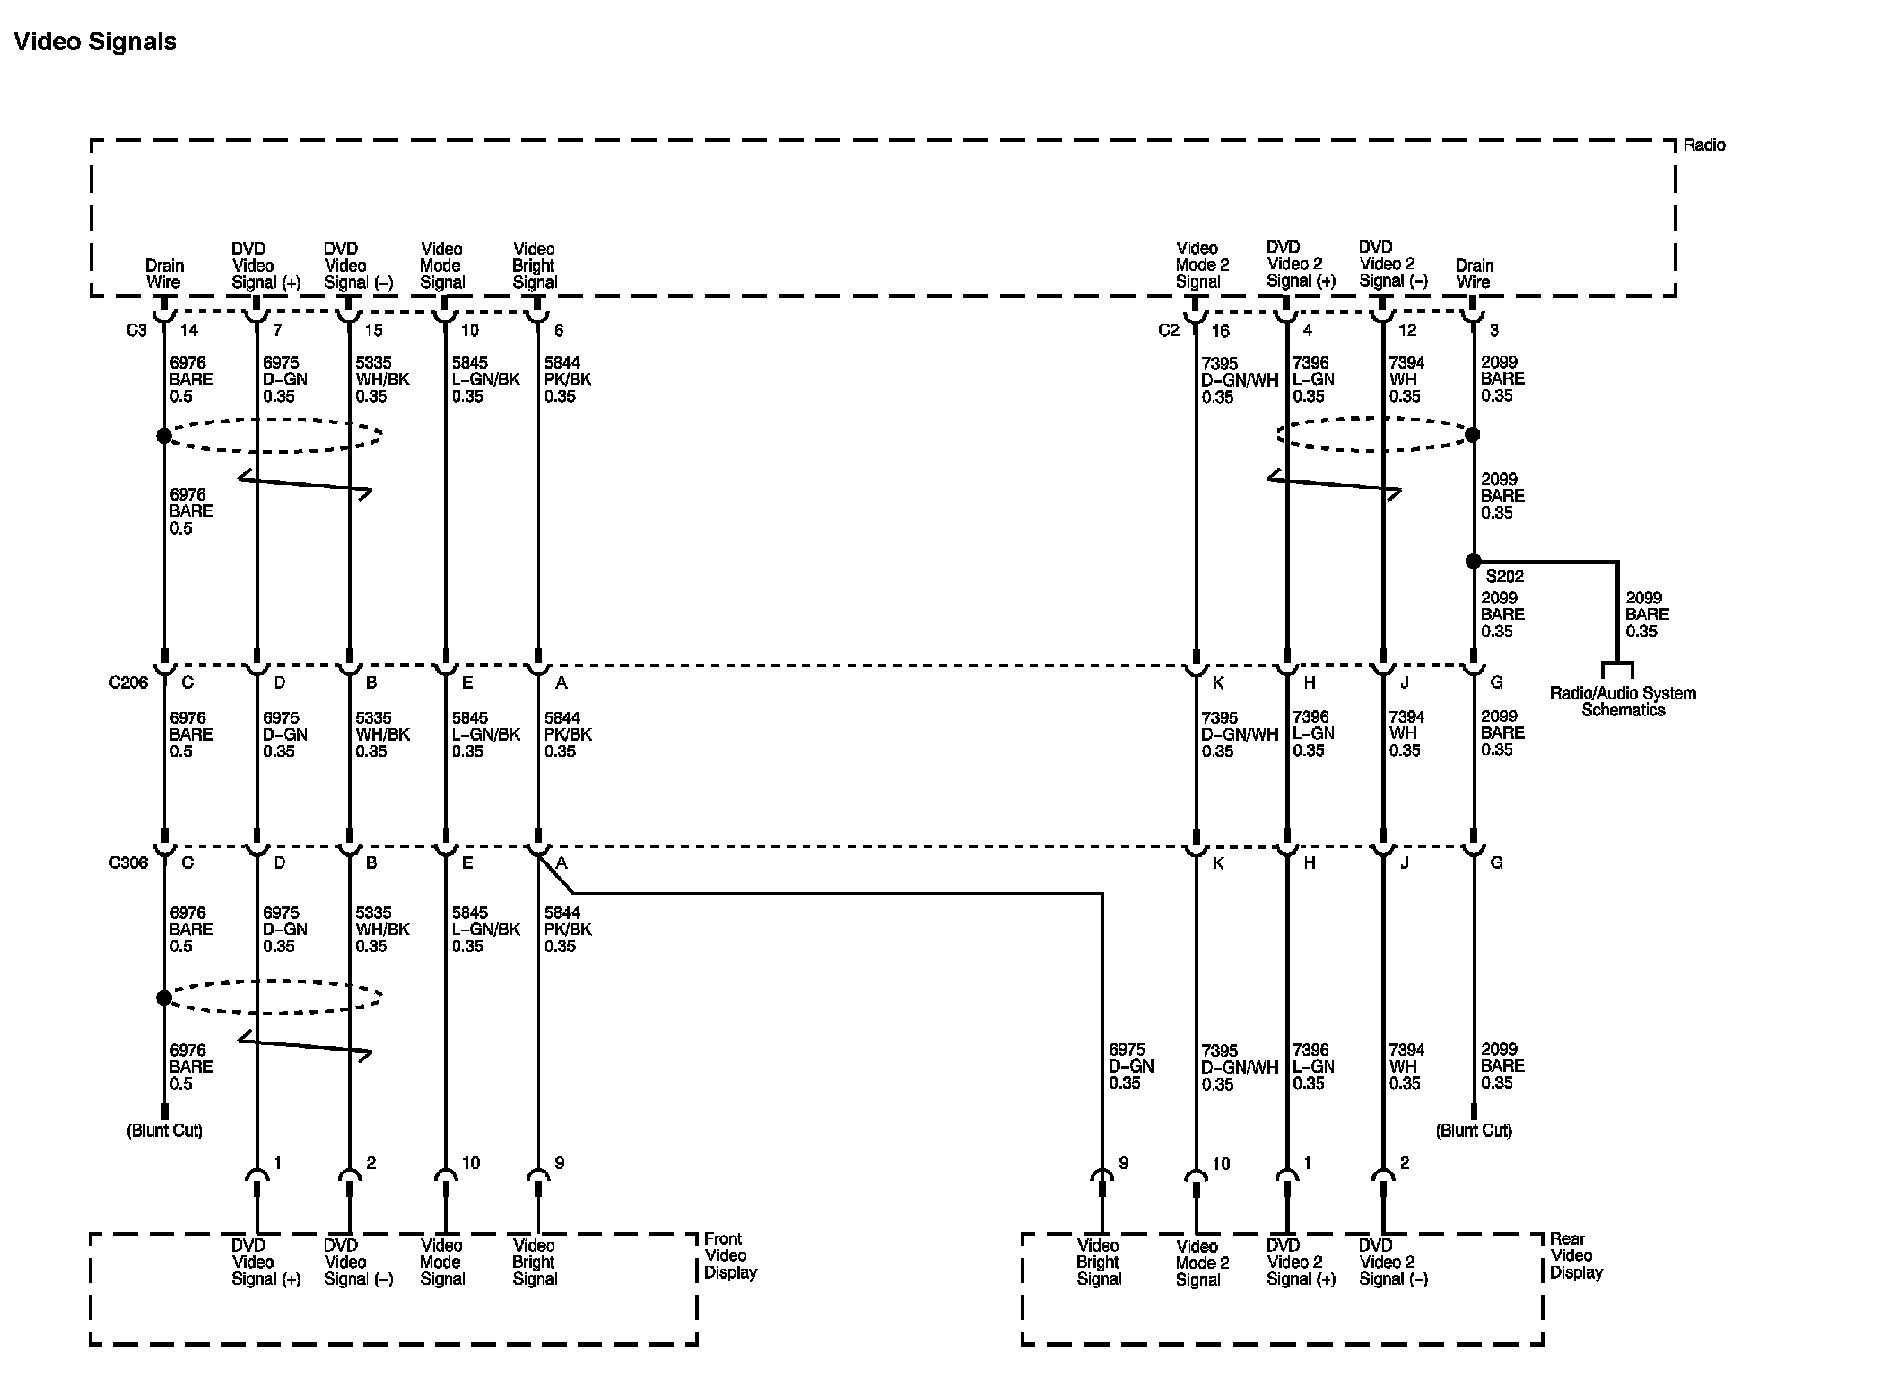 Video Signals
Radio
Drain
Wire
DVD
Video
Signal (+)
DVD
Video
Signal (–)
Video
Mode
Signal
Video
Bright
Signal
Video
Mode 2
Signal
DVD
Video 2
Signal (+)
DVD
Video 2
Signal (–)
Drain
Wire
C3 14 7 15 10 6 C2 16 4 12 3
6976
BARE
0.5
6975
D–GN
0.35
5335
WH/BK
0.35
5845
L–GN/BK
0.35
5844
PK/BK
0.35
7395
D–GN/WH
0.35
7396
L–GN
0.35
7394
WH
0.35
2099
BARE
0.35
6976
BARE
0.5
2099
BARE
0.35
S202
2099
BARE
0.35
2099
BARE
0.35
Radio/Audio System
Schematics
C206 C D B E A K H J G
6976
BARE
0.5
6975
D–GN
0.35
5335
WH/BK
0.35
5845
L–GN/BK
0.35
5844
PK/BK
0.35
7395
D–GN/WH
0.35
7396
L–GN
0.35
7394
WH
0.35
2099
BARE
0.35
C306 C D B E A K H J G
6976
BARE
0.5
6975
D–GN
0.35
5335
WH/BK
0.35
5845
L–GN/BK
0.35
5844
PK/BK
0.35
6976
BARE
0.5
6975
D–GN
0.35
7395
D–GN/WH
0.35
7396
L–GN
0.35
7394
WH
0.35
2099
BARE
0.35
(Blunt Cut)
(Blunt Cut)
1 2 10 9 9 10 1 2
DVD
Video
Signal (+)
DVD
Video
Signal (–)
Video
Mode
Signal
Video
Bright
Signal
Front
Video
Display
Video
Bright
Signal
Video
Mode 2
Signal
DVD
Video 2
Signal (+)
DVD
Video 2
Signal (–)
Rear
Video
Display